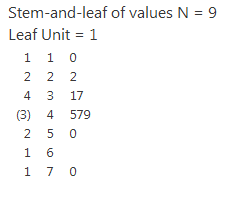 Stem-and-leaf of values N = 9
Leaf Unit = 1
1 1 0
2 2 2
4 3 17
(3) 4 579
2 5 0
1 6
1 7 0